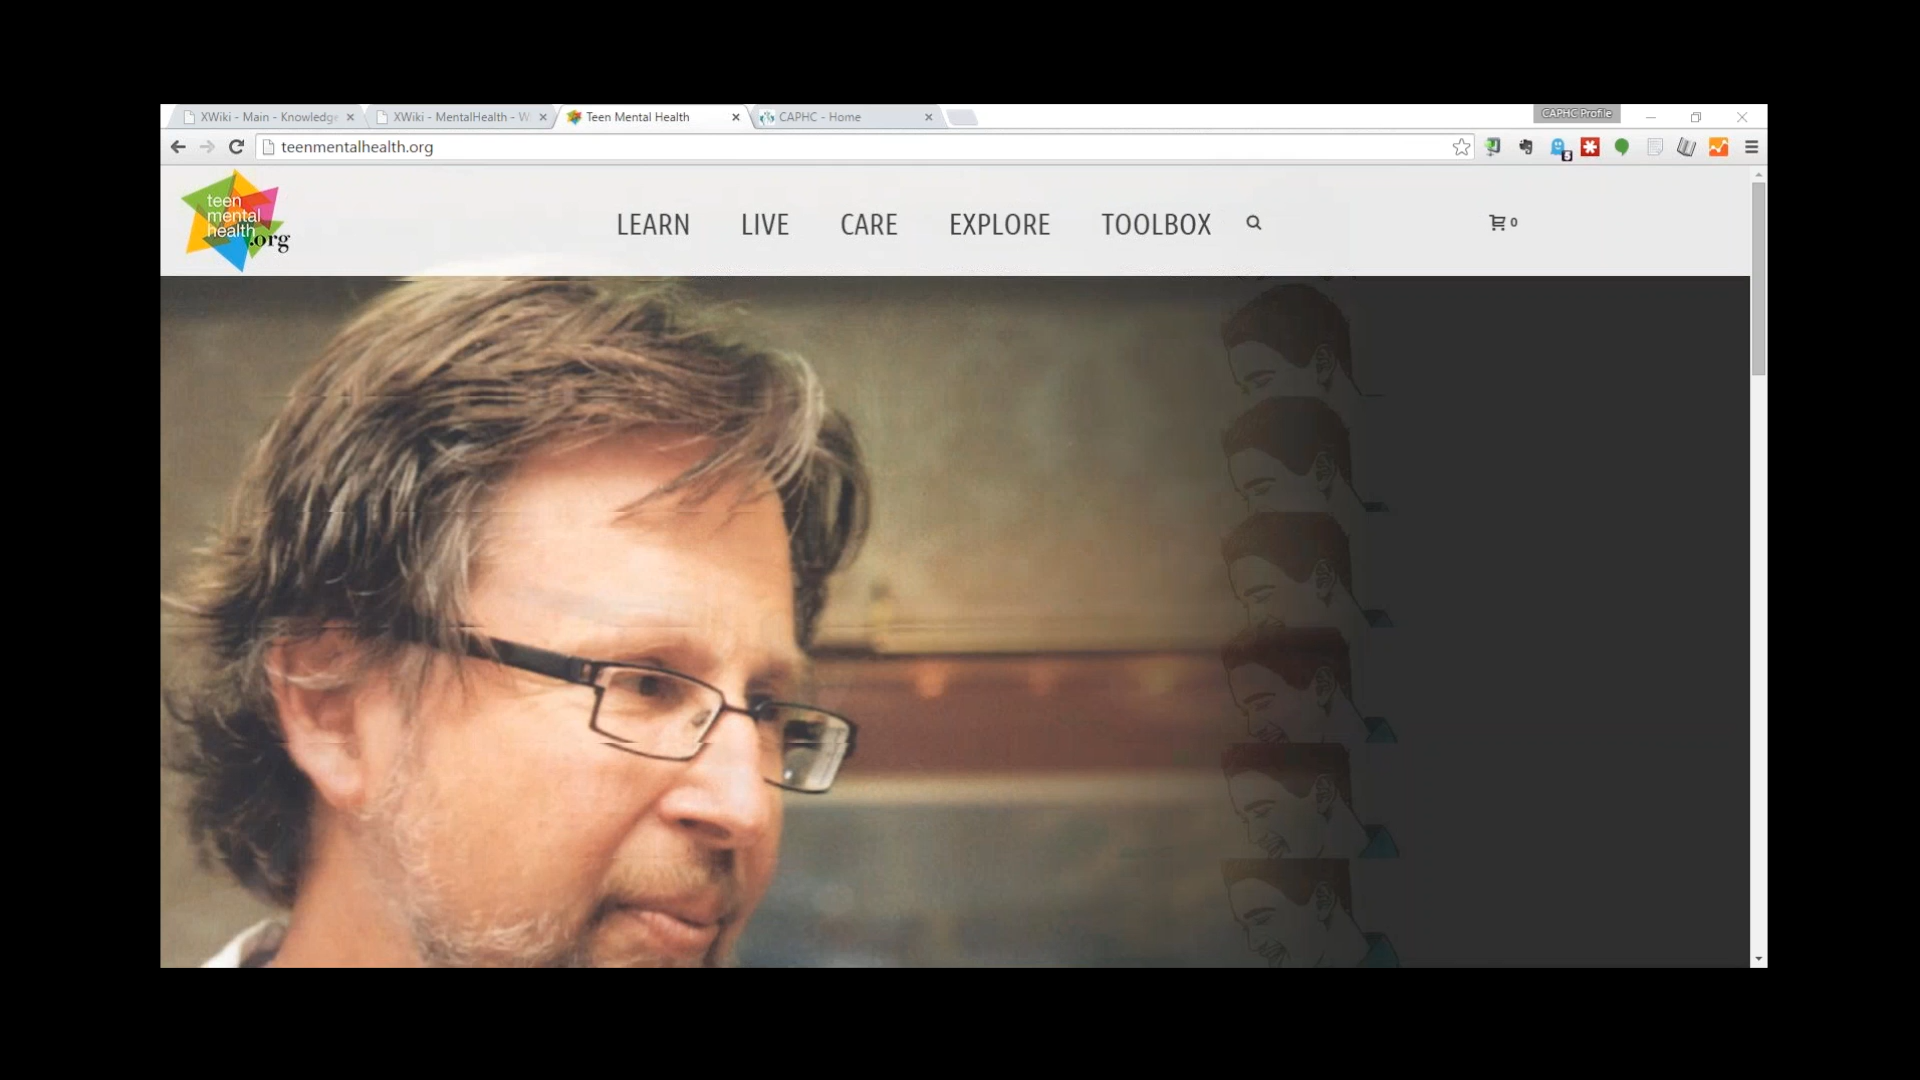 XWiki - Main - Knowledge
XWiki - MentalHealth - W
Teen Mental Health
CAPHC - Home
CAPHC Profile
teenmentalhealth.org
8
teen
mental
health
.org
LEARN
LIVE
CARE
EXPLORE
TOOLBOX
0